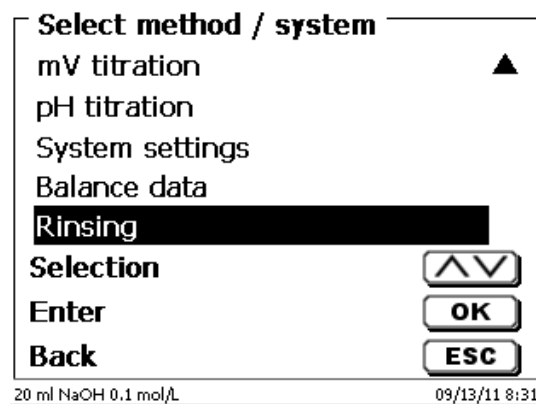 Select method / system
mV titration
pH titration
System settings
Balance data
Rinsing
Selection
Enter OK
Back ESC
20 ml NaOH 0.1 mol/L 09/13/11 8:31